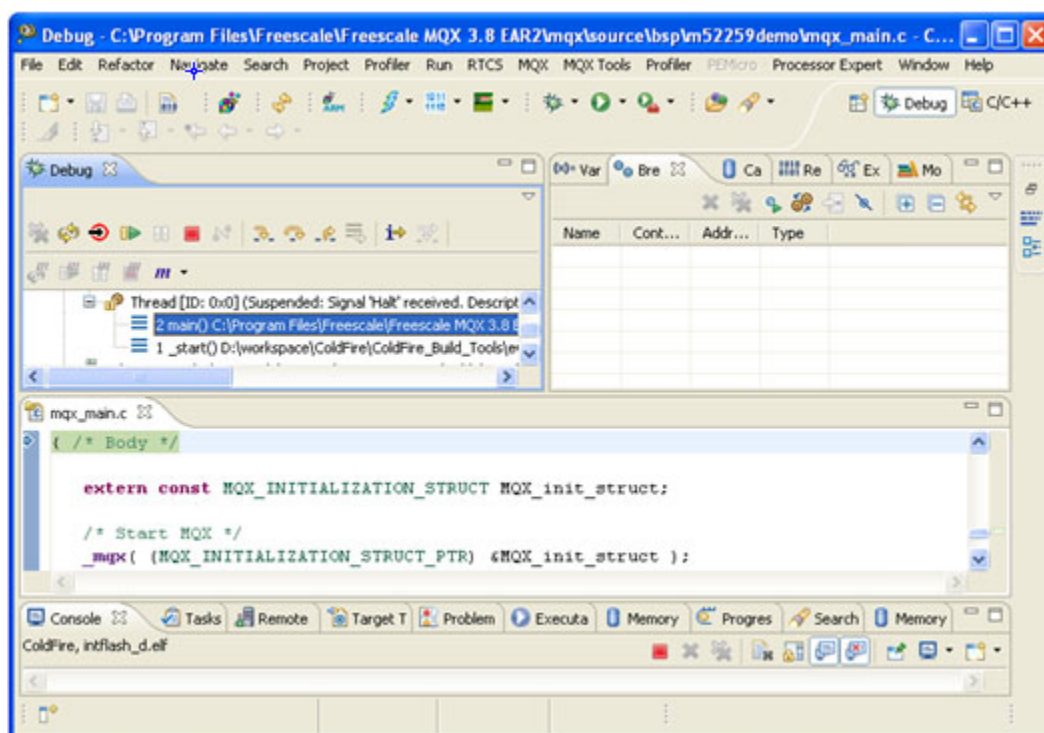 Debug - C:\Program Files\Freescale\Freescale MQX 3.8 EAR2\mqx\source\bsp\m52259demo\mqx_main.c - C...
File Edit Refactor Navigate Search Project Profiler Run RTCS MQX MQX Tools Profiler PEMicro Processor Expert Window Help
Debug C/C++
Debug
(x)= Var Bre Ca Re Ex Mo
m
Name Cont... Addr... Type
Thread [ID: 0x0] (Suspended: Signal 'Halt' received. Descript
2 main() C:\Program Files\Freescale\Freescale MQX 3.8 E
1 _start() D:\workspace\ColdFire\ColdFire_Build_Tools\e
mqx_main.c
{ /* Body */
extern const MQX_INITIALIZATION_STRUCT MQX_init_struct;
/* Start MQX */
_mqx( (MQX_INITIALIZATION_STRUCT_PTR) &MQX_init_struct );
Console Tasks Remote Target T Problem Executa Memory Progres Search Memory
ColdFire, intflash_d.elf